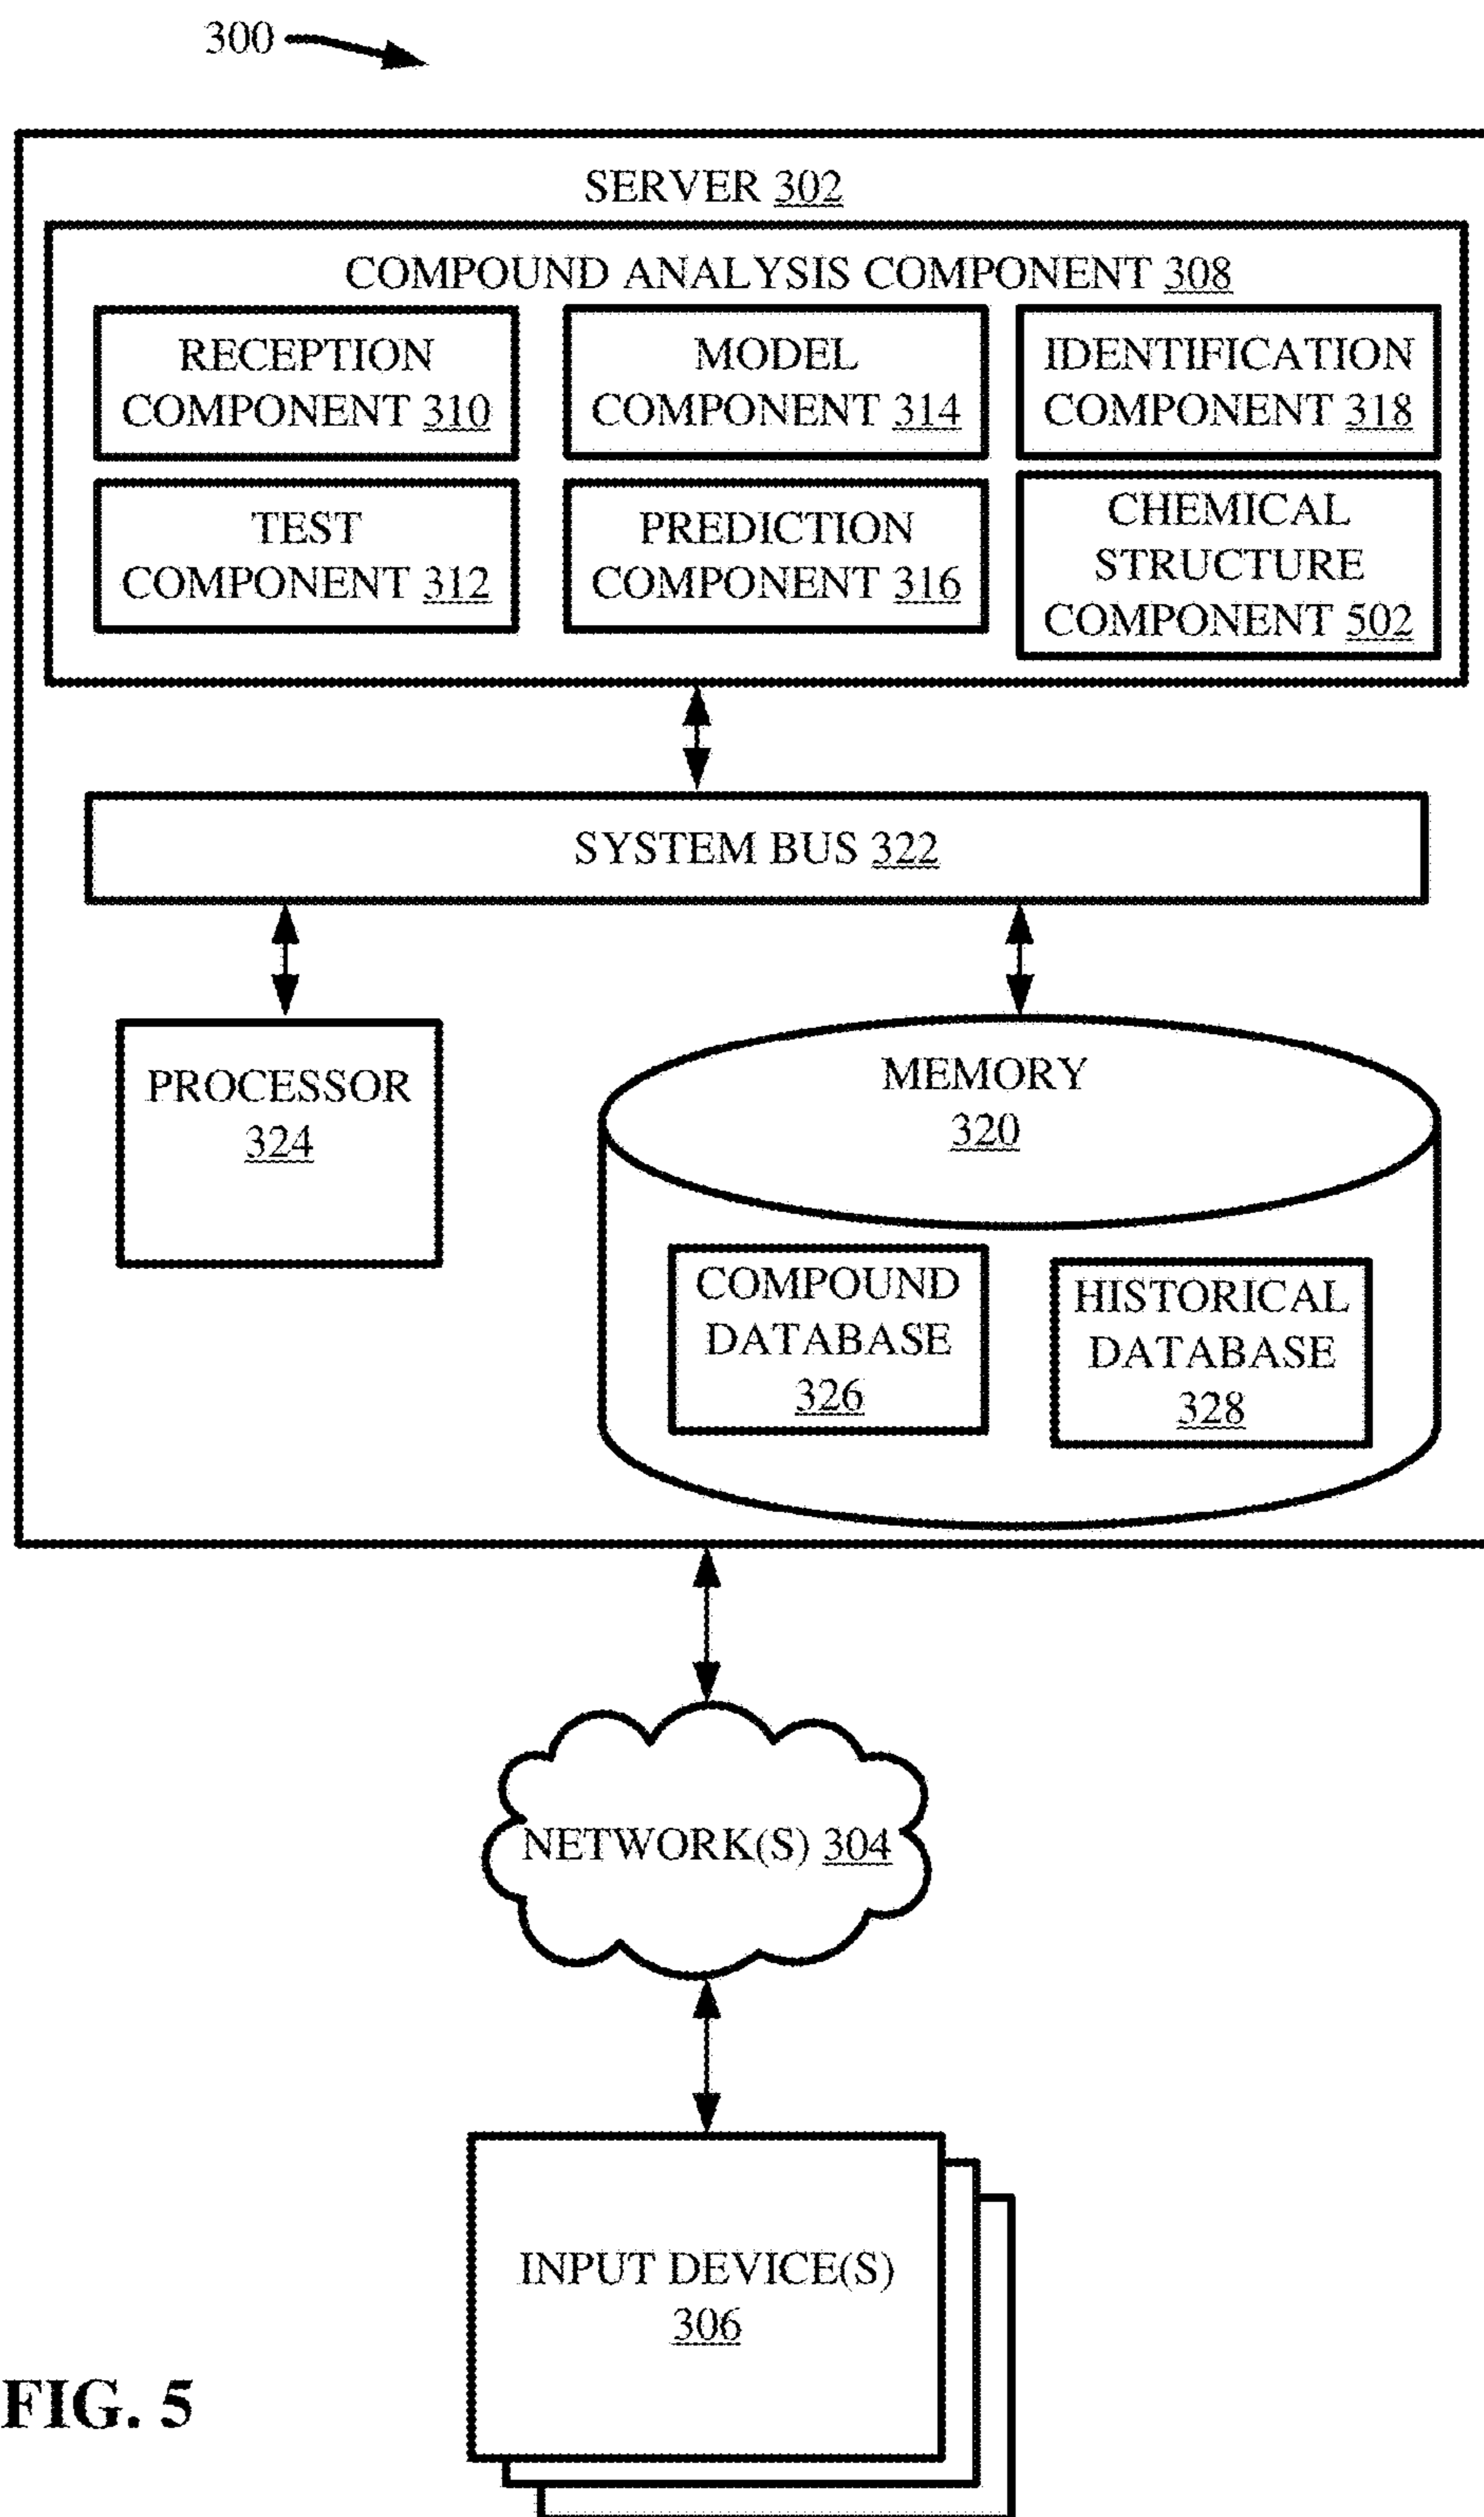 300
SERVER 302
COMPOUND ANALYSIS COMPONENT 308
RECEPTION
COMPONENT 310
MODEL
COMPONENT 314
IDENTIFICATION
COMPONENT 318
TEST
COMPONENT 312
PREDICTION
COMPONENT 316
CHEMICAL
STRUCTURE
COMPONENT 502
SYSTEM BUS 322
PROCESSOR
324
MEMORY
320
COMPOUND
DATABASE
326
HISTORICAL
DATABASE
328
NETWORK(S) 304
INPUT DEVICE(S)
306
FIG. 5